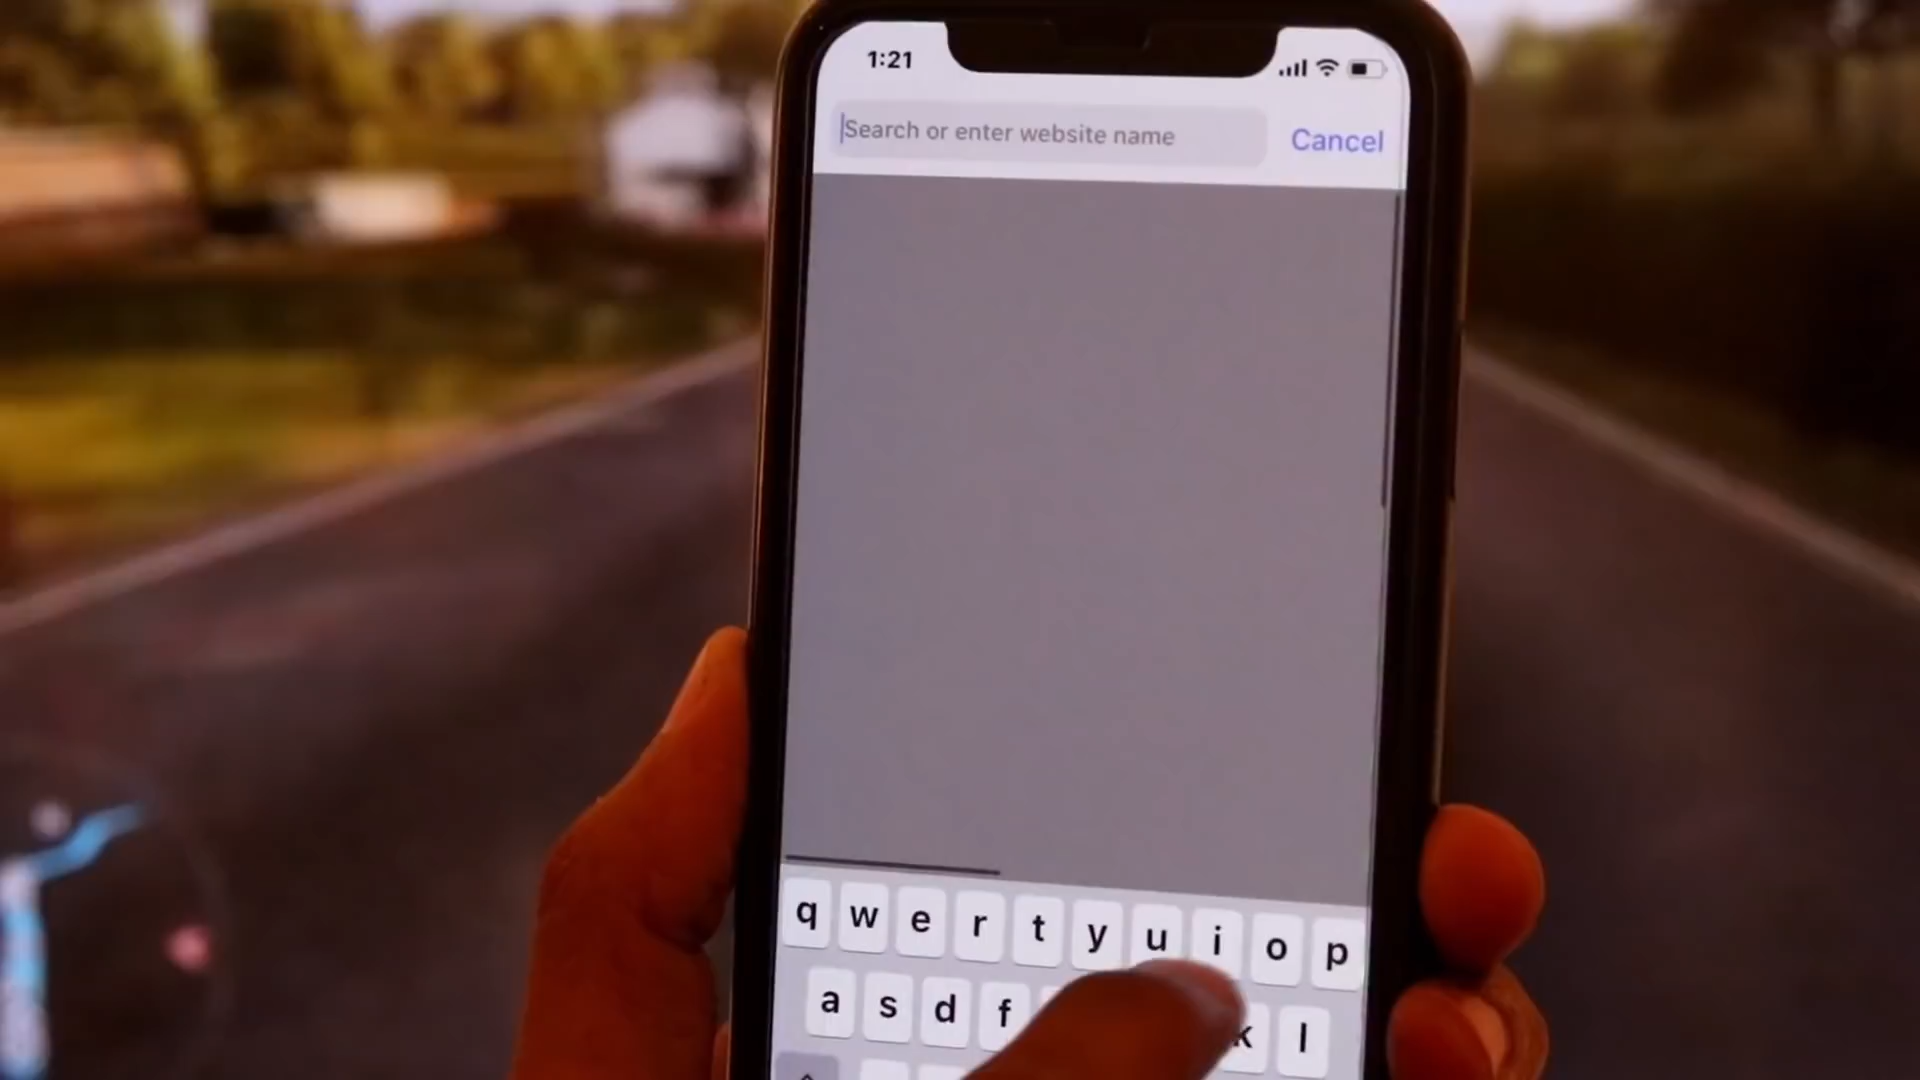 1:21
Search or enter website name
Cancel
q w e r t y u i o p
a s d f k l